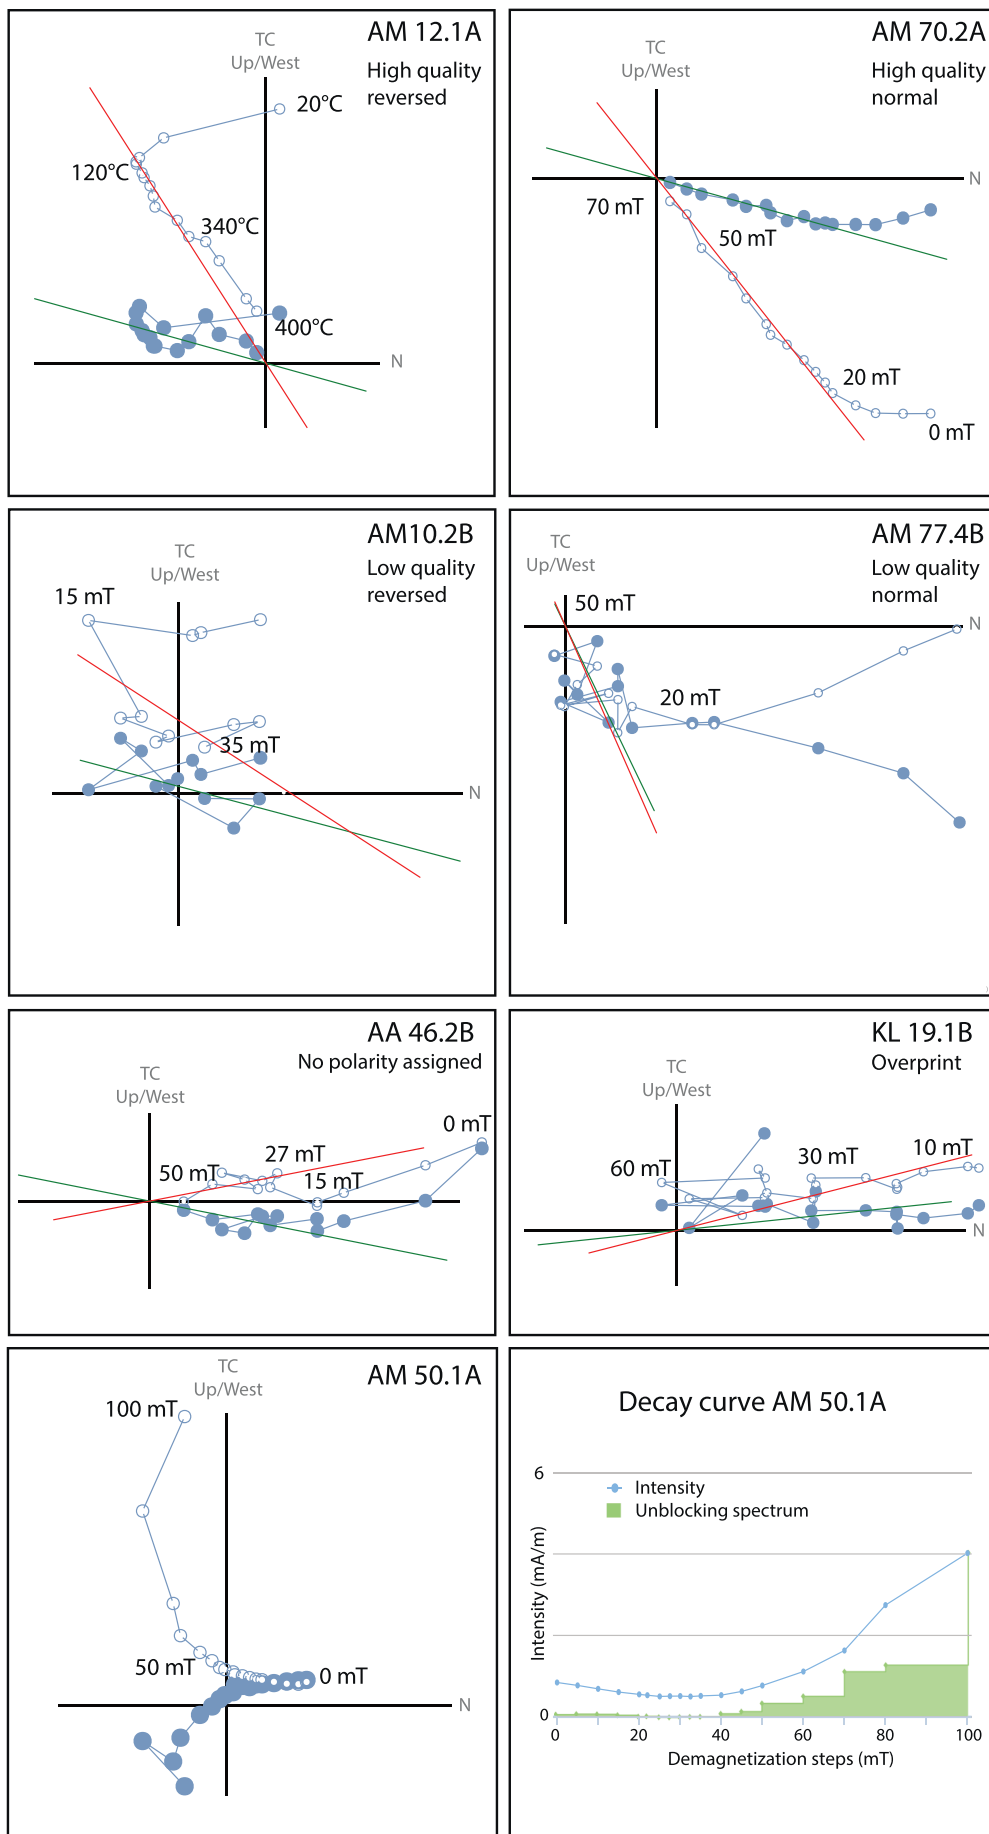 AM 12.1A
High quality
reversed
TC
Up/West
20°C
120°C
340°C
400°C
N
AM 70.2A
High quality
normal
TC
Up/West
N
70 mT
50 mT
20 mT
0 mT
AM10.2B
Low quality
reversed
TC
Up/West
15 mT
35 mT
N
AM 77.4B
Low quality
normal
TC
Up/West
50 mT
N
20 mT
AA 46.2B
No polarity assigned
TC
Up/West
0 mT
27 mT
50 mT
15 mT
KL 19.1B
Overprint
TC
Up/West
10 mT
30 mT
60 mT
N
AM 50.1A
TC
Up/West
100 mT
50 mT
0 mT
N
Decay curve AM 50.1A
6
Intensity
Unblocking spectrum
Intensity (mA/m)
0
0 20 40 60 80 100
Demagnetization steps (mT)